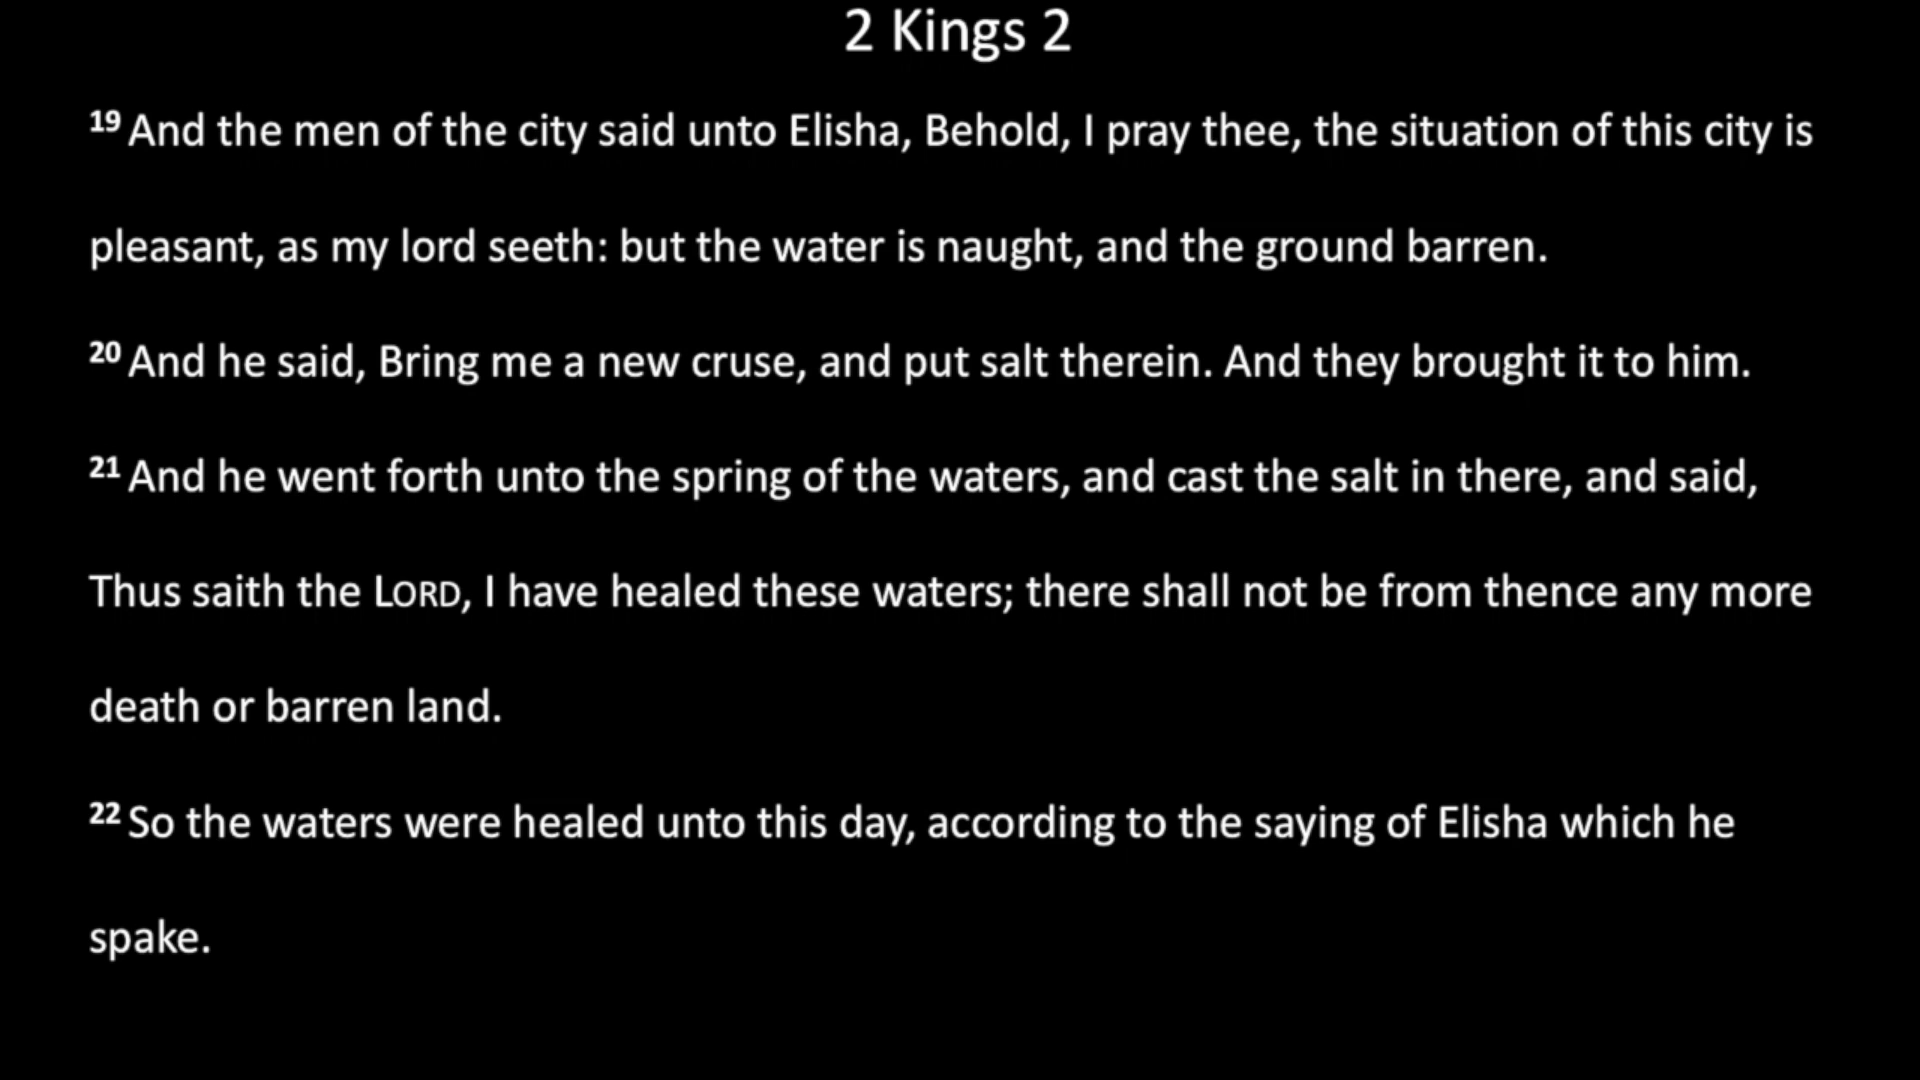 2 Kings 2
19 And the men of the city said unto Elisha, Behold, I pray thee, the situation of this city is
pleasant, as my lord seeth: but the water is naught, and the ground barren.
20 And he said, Bring me a new cruse, and put salt therein. And they brought it to him.
21 And he went forth unto the spring of the waters, and cast the salt in there, and said,
Thus saith the LORD, I have healed these waters; there shall not be from thence any more
death or barren land.
22 So the waters were healed unto this day, according to the saying of Elisha which he
spake.